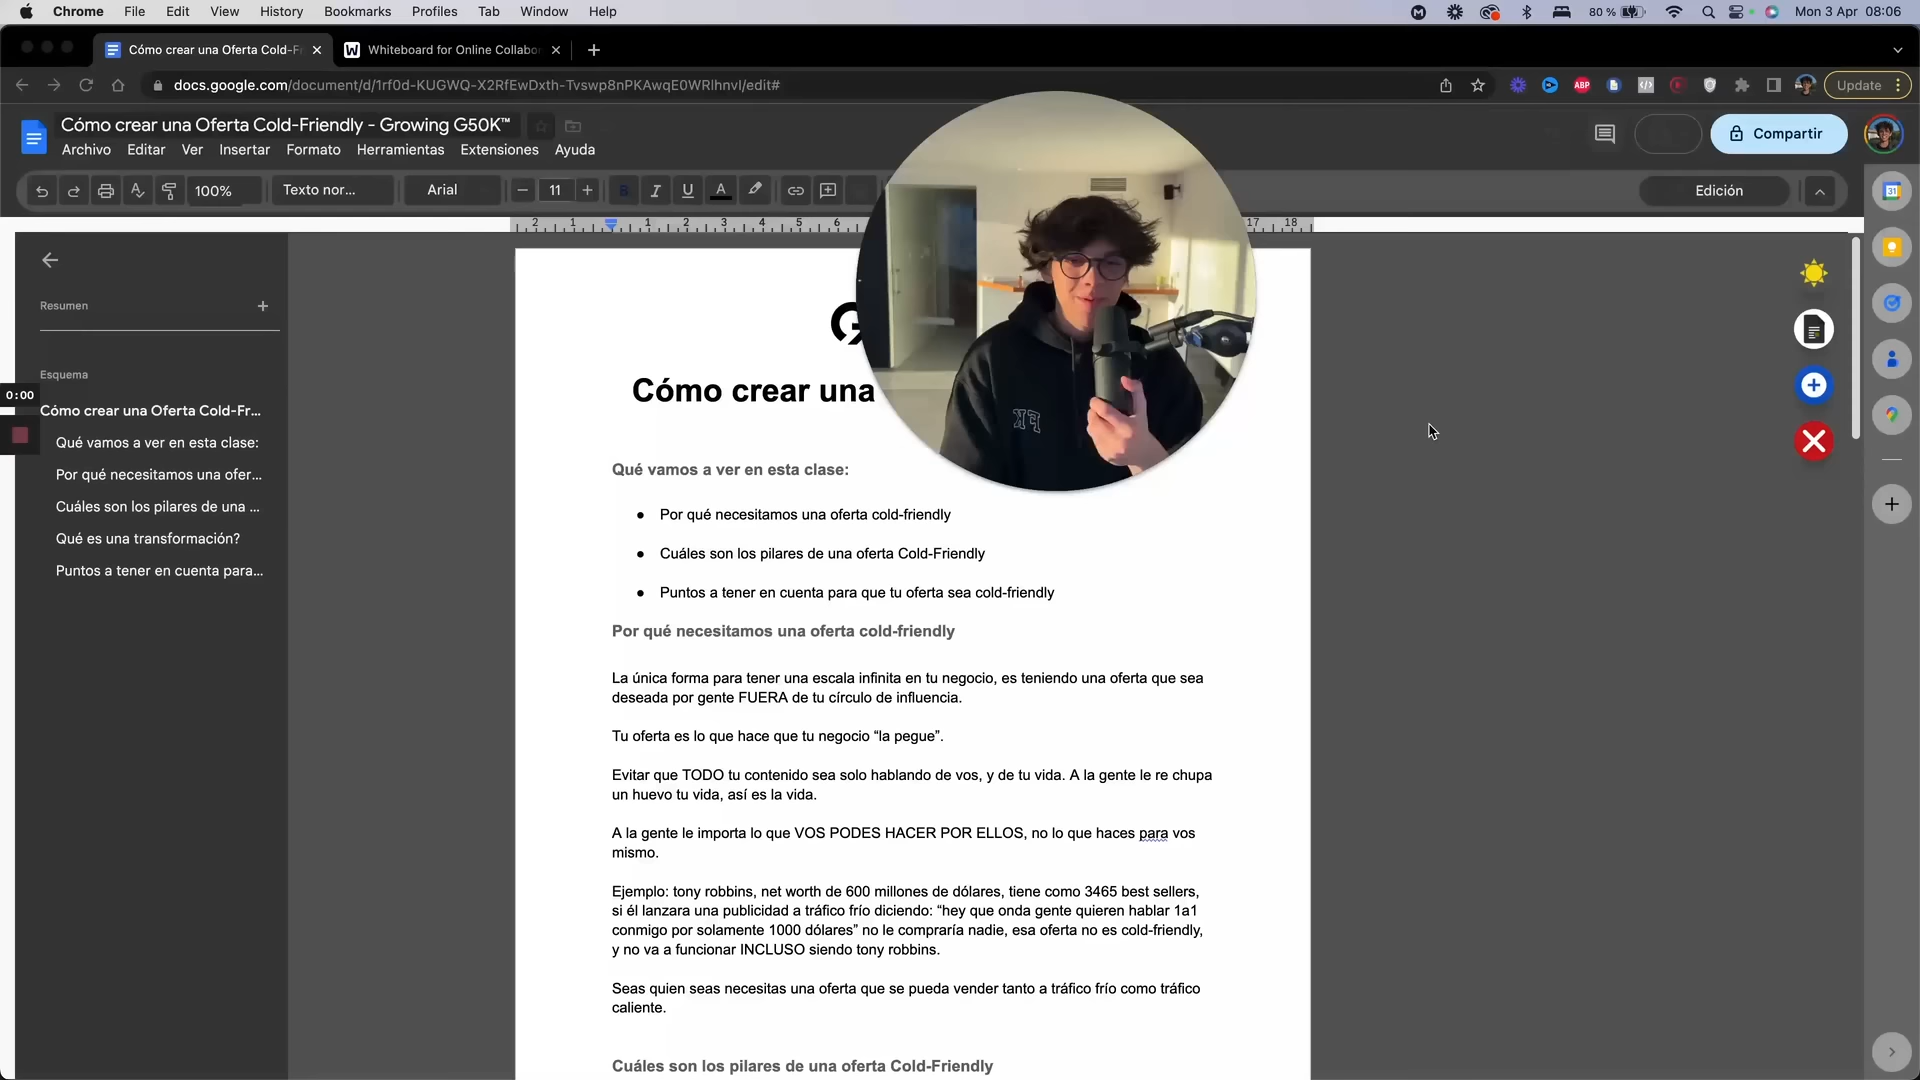 Chrome File Edit View History Bookmarks Profiles Tab Window Help 80 % Mon 3 Apr 08:06
Cómo crear una Oferta Cold-F
Whiteboard for Online Collabo
docs.google.com/document/d/1rf0d-KUGWQ-X2RfEwDxth-Tvswp8nPKAwqE0WRlhnvI/edit#
ABP
Update
Cómo crear una Oferta Cold-Friendly - Growing G50K™
Archivo Editar Ver Insertar Formato Herramientas Extensiones Ayuda
Compartir
100% Texto nor... Arial 11 B I U A
Edición
2 1 1 2 3 4 5 6 17 18
31
Resumen
Esquema
0:00
Cómo crear una Oferta Cold-Fr...
Qué vamos a ver en esta clase:
Por qué necesitamos una ofer...
Cuáles son los pilares de una ...
Qué es una transformación?
Puntos a tener en cuenta para...
Cómo crear una
Qué vamos a ver en esta clase:
● Por qué necesitamos una oferta cold-friendly
● Cuáles son los pilares de una oferta Cold-Friendly
● Puntos a tener en cuenta para que tu oferta sea cold-friendly
Por qué necesitamos una oferta cold-friendly
La única forma para tener una escala infinita en tu negocio, es teniendo una oferta que sea
deseada por gente FUERA de tu círculo de influencia.
Tu oferta es lo que hace que tu negocio “la pegue”.
Evitar que TODO tu contenido sea solo hablando de vos, y de tu vida. A la gente le re chupa
un huevo tu vida, así es la vida.
A la gente le importa lo que VOS PODES HACER POR ELLOS, no lo que haces para vos
mismo.
Ejemplo: tony robbins, net worth de 600 millones de dólares, tiene como 3465 best sellers,
si él lanzara una publicidad a tráfico frío diciendo: “hey que onda gente quieren hablar 1a1
conmigo por solamente 1000 dólares” no le compraría nadie, esa oferta no es cold-friendly,
y no va a funcionar INCLUSO siendo tony robbins.
Seas quien seas necesitas una oferta que se pueda vender tanto a tráfico frío como tráfico
caliente.
Cuáles son los pilares de una oferta Cold-Friendly